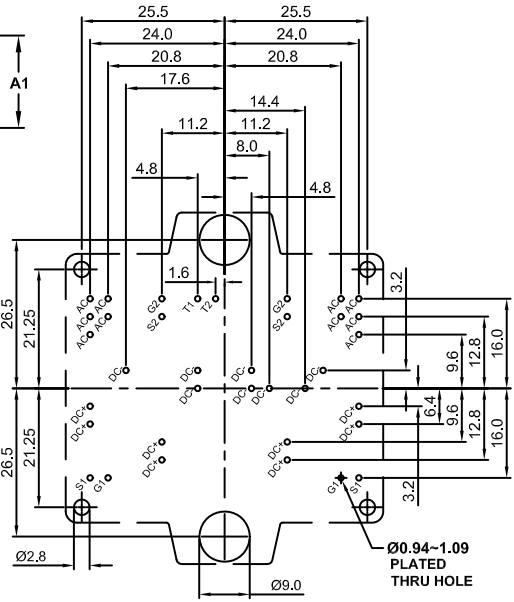 25.5 25.5
24.0 24.0
20.8 20.8
A1
17.6
14.4
11.2 11.2
8.0
4.8
4.8
1.6
3.2
26.5
21.25
AC AC G2 T1 T2 G2 AC AC
AC AC S2 S2 AC AC
AC AC
9.6
12.8
16.0
DC- DC- DC- DC-
DC- DC- DC- DC-
DC+ DC+
DC+ DC+
6.4
9.6
12.8
16.0
DC+ DC+
DC+ DC+
26.5
21.25
3.2
S1 G1 G1 S1
Ø2.8
Ø9.0
Ø0.94~1.09
PLATED
THRU HOLE